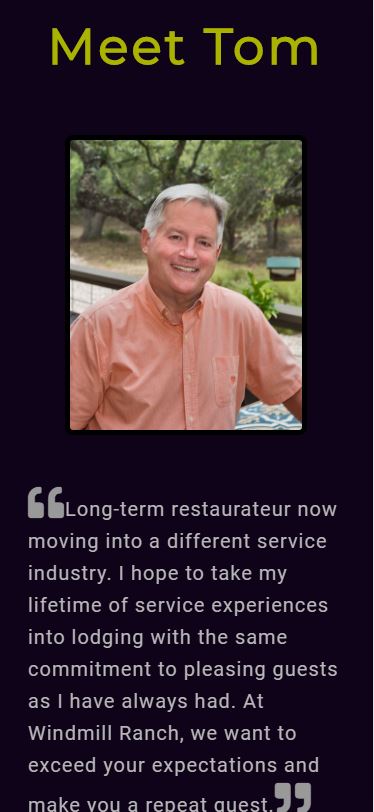 Meet Tom
❝Long-term restaurateur now
moving into a different service
industry. I hope to take my
lifetime of service experiences
into lodging with the same
commitment to pleasing guests
as I have always had. At
Windmill Ranch, we want to
exceed your expectations and
make you a repeat guest.❞